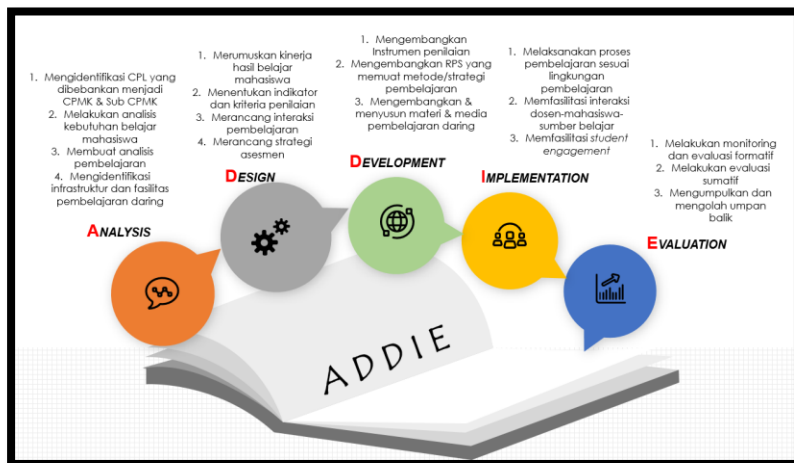 1. Mengidentifikasi CPL yang
dibebankan menjadi
CPMK & Sub CPMK
2. Melakukan analisis
kebutuhan belajar
mahasiswa
3. Membuat analisis
pembelajaran
4. Mengidentifikasi
infrastruktur dan fasilitas
pembelajaran daring
ANALYSIS
1. Merumuskan kinerja
hasil belajar
mahasiswa
2. Menentukan indikator
dan kriteria penilaian
3. Merancang interaksi
pembelajaran
4. Merancang strategi
asesmen
DESIGN
1. Mengembangkan
Instrumen penilaian
2. Mengembangkan RPS yang
memuat metode/strategi
pembelajaran
3. Mengembangkan &
menyusun materi & media
pembelajaran daring
DEVELOPMENT
1. Melaksanakan proses
pembelajaran sesuai
lingkungan
pembelajaran
2. Memfasilitasi interaksi
dosen-mahasiswa-
sumber belajar
3. Memfasilitasi student
engagement
IMPLEMENTATION
1. Melakukan monitoring
dan evaluasi formatif
2. Melakukan evaluasi
sumatif
3. Mengumpulkan dan
mengolah umpan
balik
EVALUATION
ADDIE